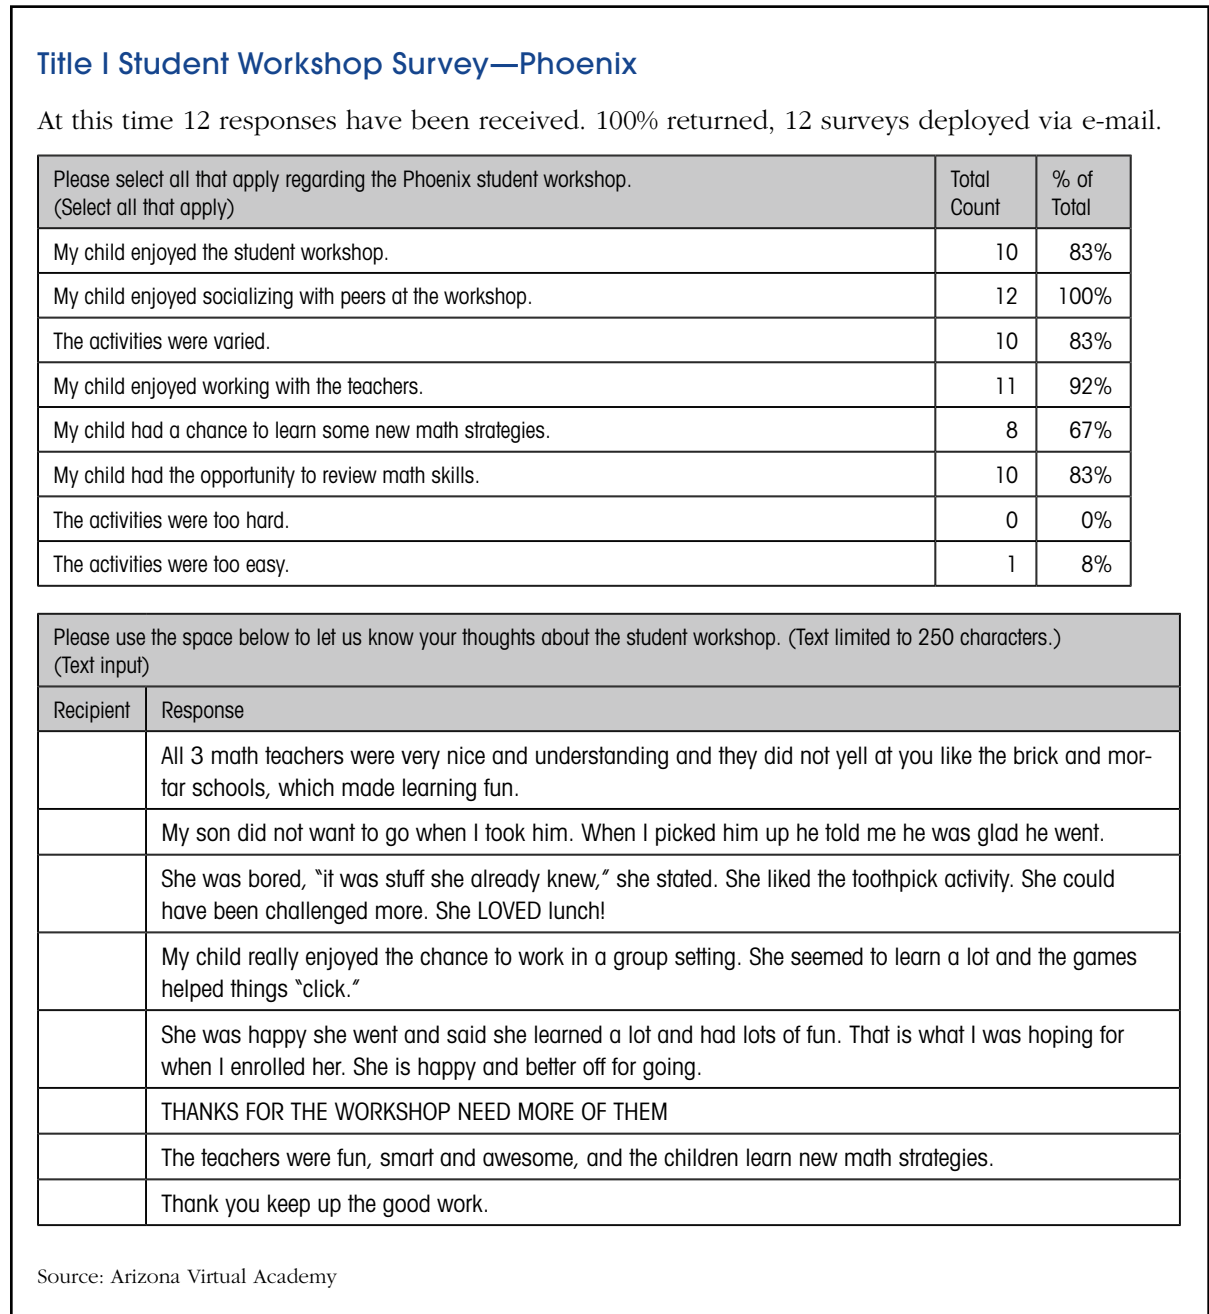 Title I Student Workshop Survey—Phoenix
At this time 12 responses have been received. 100% returned, 12 surveys deployed via e-mail.
Please select all that apply regarding the Phoenix student workshop.
(Select all that apply)
Total
Count
% of
Total
My child enjoyed the student workshop. 10 83%
My child enjoyed socializing with peers at the workshop. 12 100%
The activities were varied. 10 83%
My child enjoyed working with the teachers. 11 92%
My child had a chance to learn some new math strategies. 8 67%
My child had the opportunity to review math skills. 10 83%
The activities were too hard. 0 0%
The activities were too easy. 1 8%
Please use the space below to let us know your thoughts about the student workshop. (Text limited to 250 characters.)
(Text input)
Recipient Response
All 3 math teachers were very nice and understanding and they did not yell at you like the brick and mor-
tar schools, which made learning fun.
My son did not want to go when I took him. When I picked him up he told me he was glad he went.
She was bored, “it was stuff she already knew,” she stated. She liked the toothpick activity. She could
have been challenged more. She LOVED lunch!
My child really enjoyed the chance to work in a group setting. She seemed to learn a lot and the games
helped things “click.”
She was happy she went and said she learned a lot and had lots of fun. That is what I was hoping for
when I enrolled her. She is happy and better off for going.
THANKS FOR THE WORKSHOP NEED MORE OF THEM
The teachers were fun, smart and awesome, and the children learn new math strategies.
Thank you keep up the good work.
Source: Arizona Virtual Academy